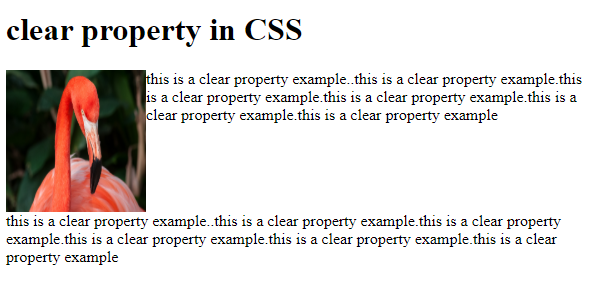 clear property in CSS
this is a clear property example..this is a clear property example.this
is a clear property example.this is a clear property example.this is a
clear property example.this is a clear property example
this is a clear property example..this is a clear property example.this is a clear property
example.this is a clear property example.this is a clear property example.this is a clear
property example